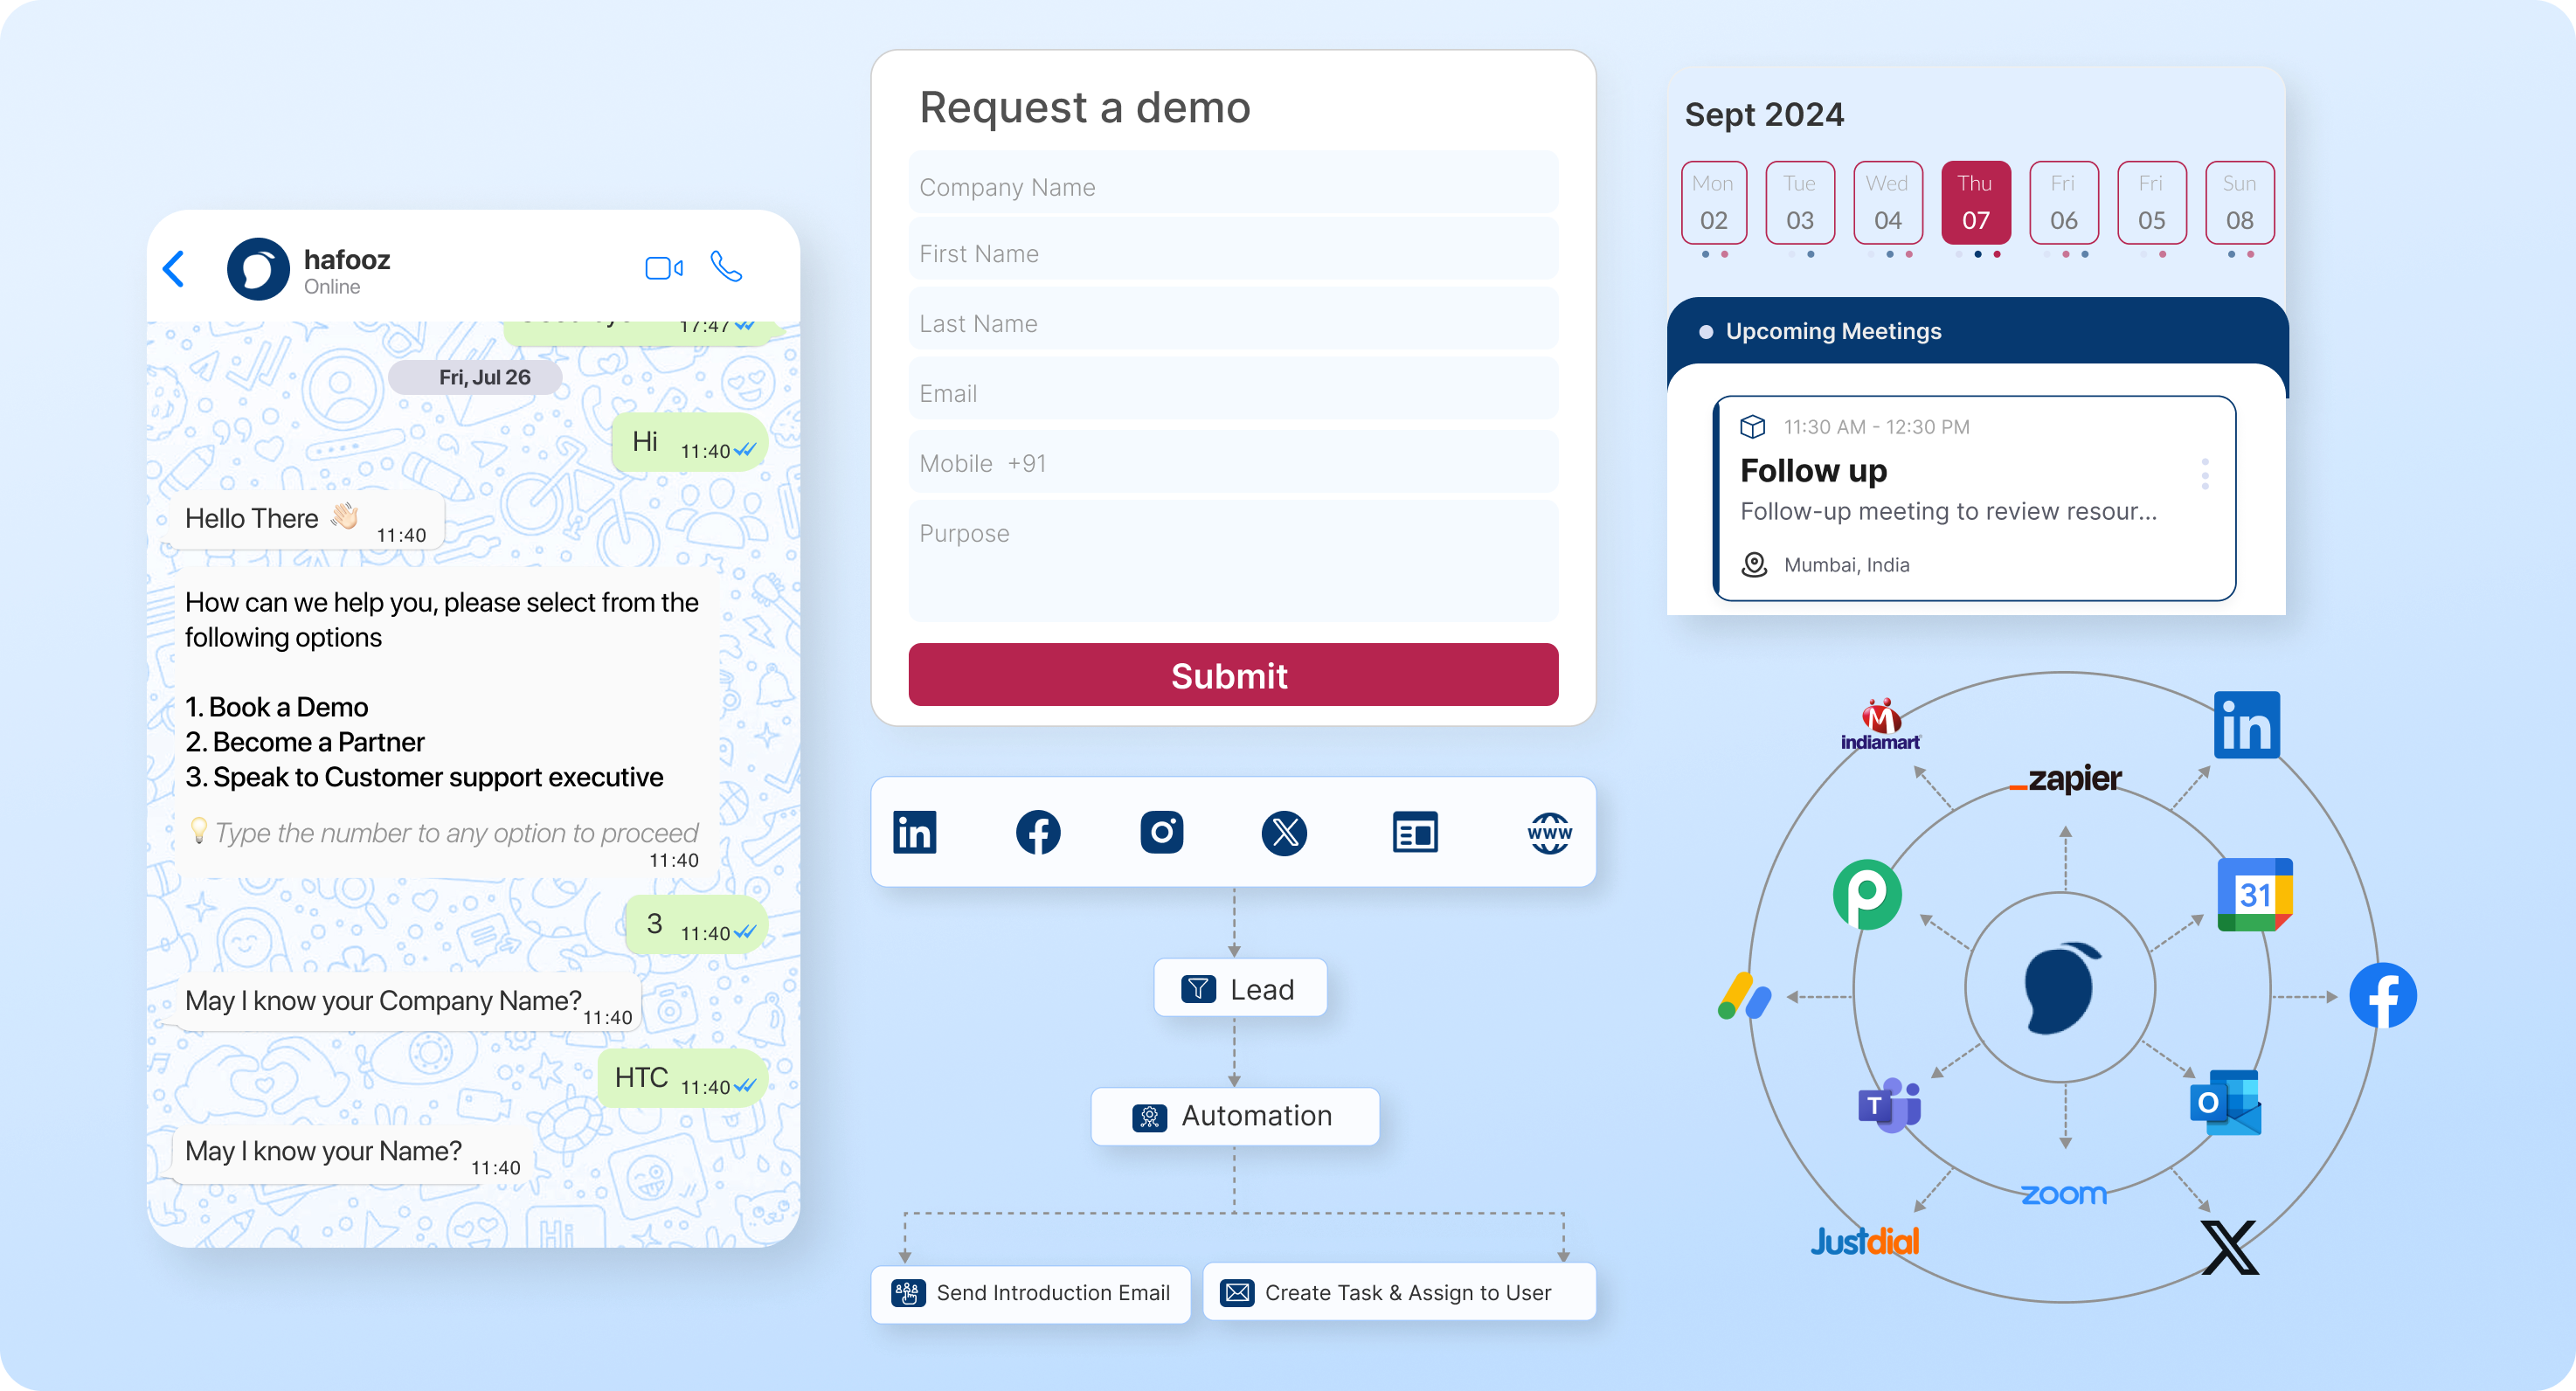 hafooz
Online
17:47
Fri, Jul 26
Hi 11:40
Hello There 👋🏻 11:40
How can we help you, please select from the
following options
1. Book a Demo
2. Become a Partner
3. Speak to Customer support executive
💡 Type the number to any option to proceed
11:40
3 11:40
May I know your Company Name? 11:40
HTC 11:40
May I know your Name? 11:40
Hi
Request a demo
Company Name
First Name
Last Name
Email
Mobile +91
Purpose
Submit
in
www
Lead
Automation
Send Introduction Email
Create Task & Assign to User
Sept 2024
Mon Tue Wed Thu Fri Fri Sun
02 03 04 07 06 05 08
Upcoming Meetings
11:30 AM - 12:30 PM
Follow up
Follow-up meeting to review resour...
Mumbai, India
indiamart
in
_zapier
31
T
O
zoom
Justdial